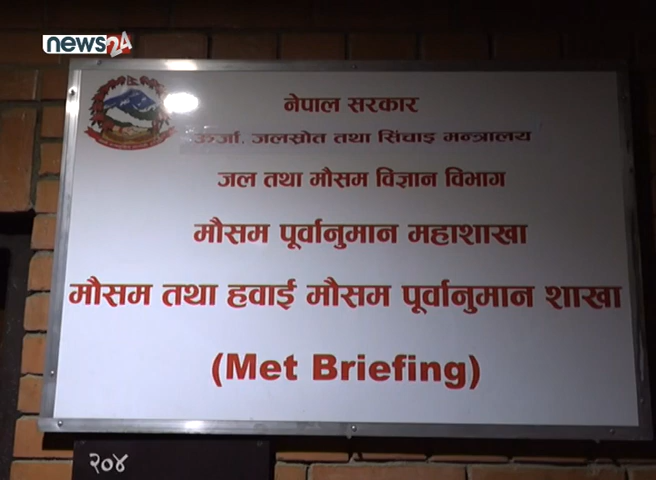 news24
नेपाल सरकार
ऊर्जा, जलस्रोत तथा सिंचाइ मन्त्रालय
जल तथा मौसम विज्ञान विभाग
मौसम पूर्वानुमान महाशाखा
मौसम तथा हवाई मौसम पूर्वानुमान शाखा
(Met Briefing)
२०४